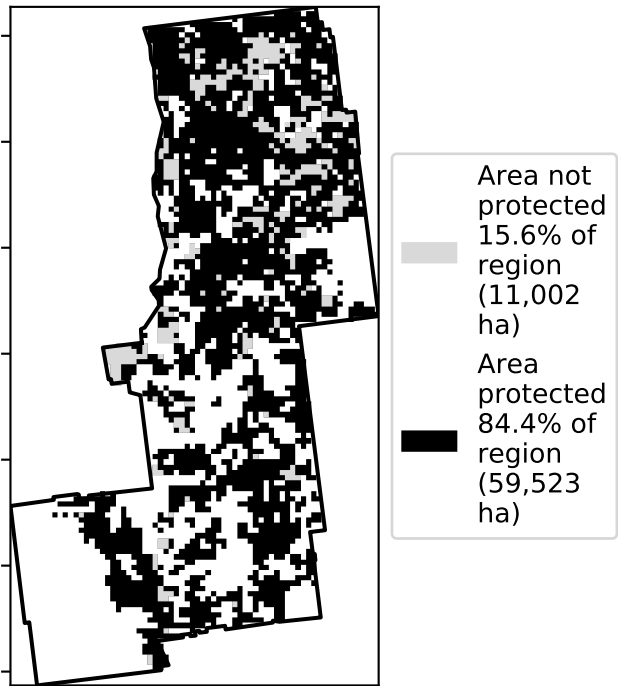 Area not
protected
15.6% of
region
(11,002
ha)
Area
protected
84.4% of
region
(59,523
ha)